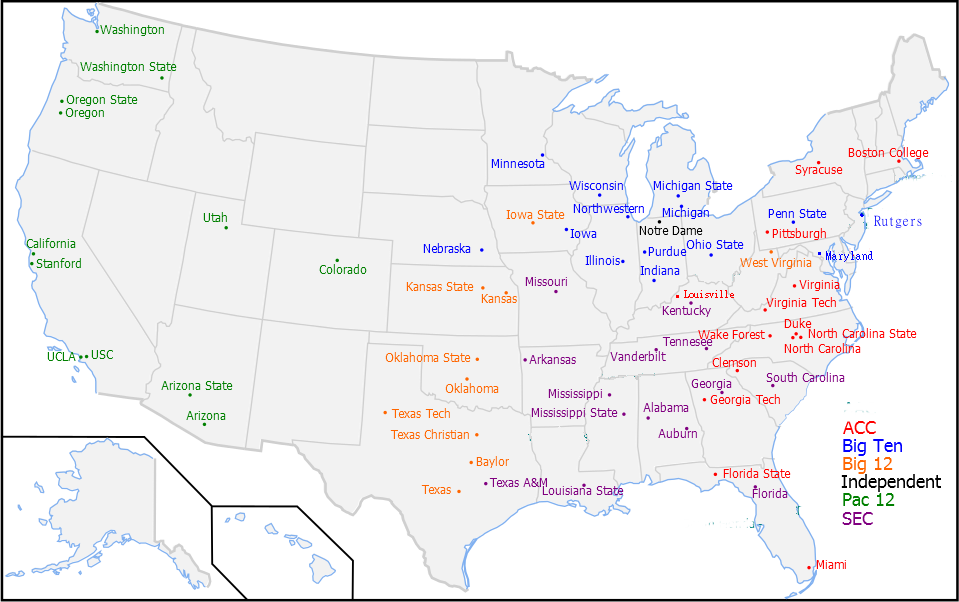 Washington
Washington State
Oregon State
Oregon
Boston College
Syracuse
Minnesota
Wisconsin
Michigan State
Northwestern
Michigan
Iowa State
Penn State
Rutgers
Utah
Notre Dame
Pittsburgh
Iowa
California
Nebraska
Purdue
Ohio State
Maryland
Stanford
Colorado
Illinois
Indiana
West Virginia
Missouri
Kansas State
Kansas
Louisville
Virginia
Kentucky
Virginia Tech
Duke
Wake Forest
North Carolina State
Tennesee
North Carolina
UCLA
USC
Oklahoma State
Arkansas
Vanderbilt
Clemson
Arizona State
Oklahoma
Georgia
South Carolina
Mississippi
Georgia Tech
Arizona
Texas Tech
Mississippi State
Alabama
Texas Christian
Auburn
ACC
Big Ten
Baylor
Big 12
Florida State
Independent
Texas A&M
Texas
Louisiana State
Florida
Pac 12
SEC
Miami